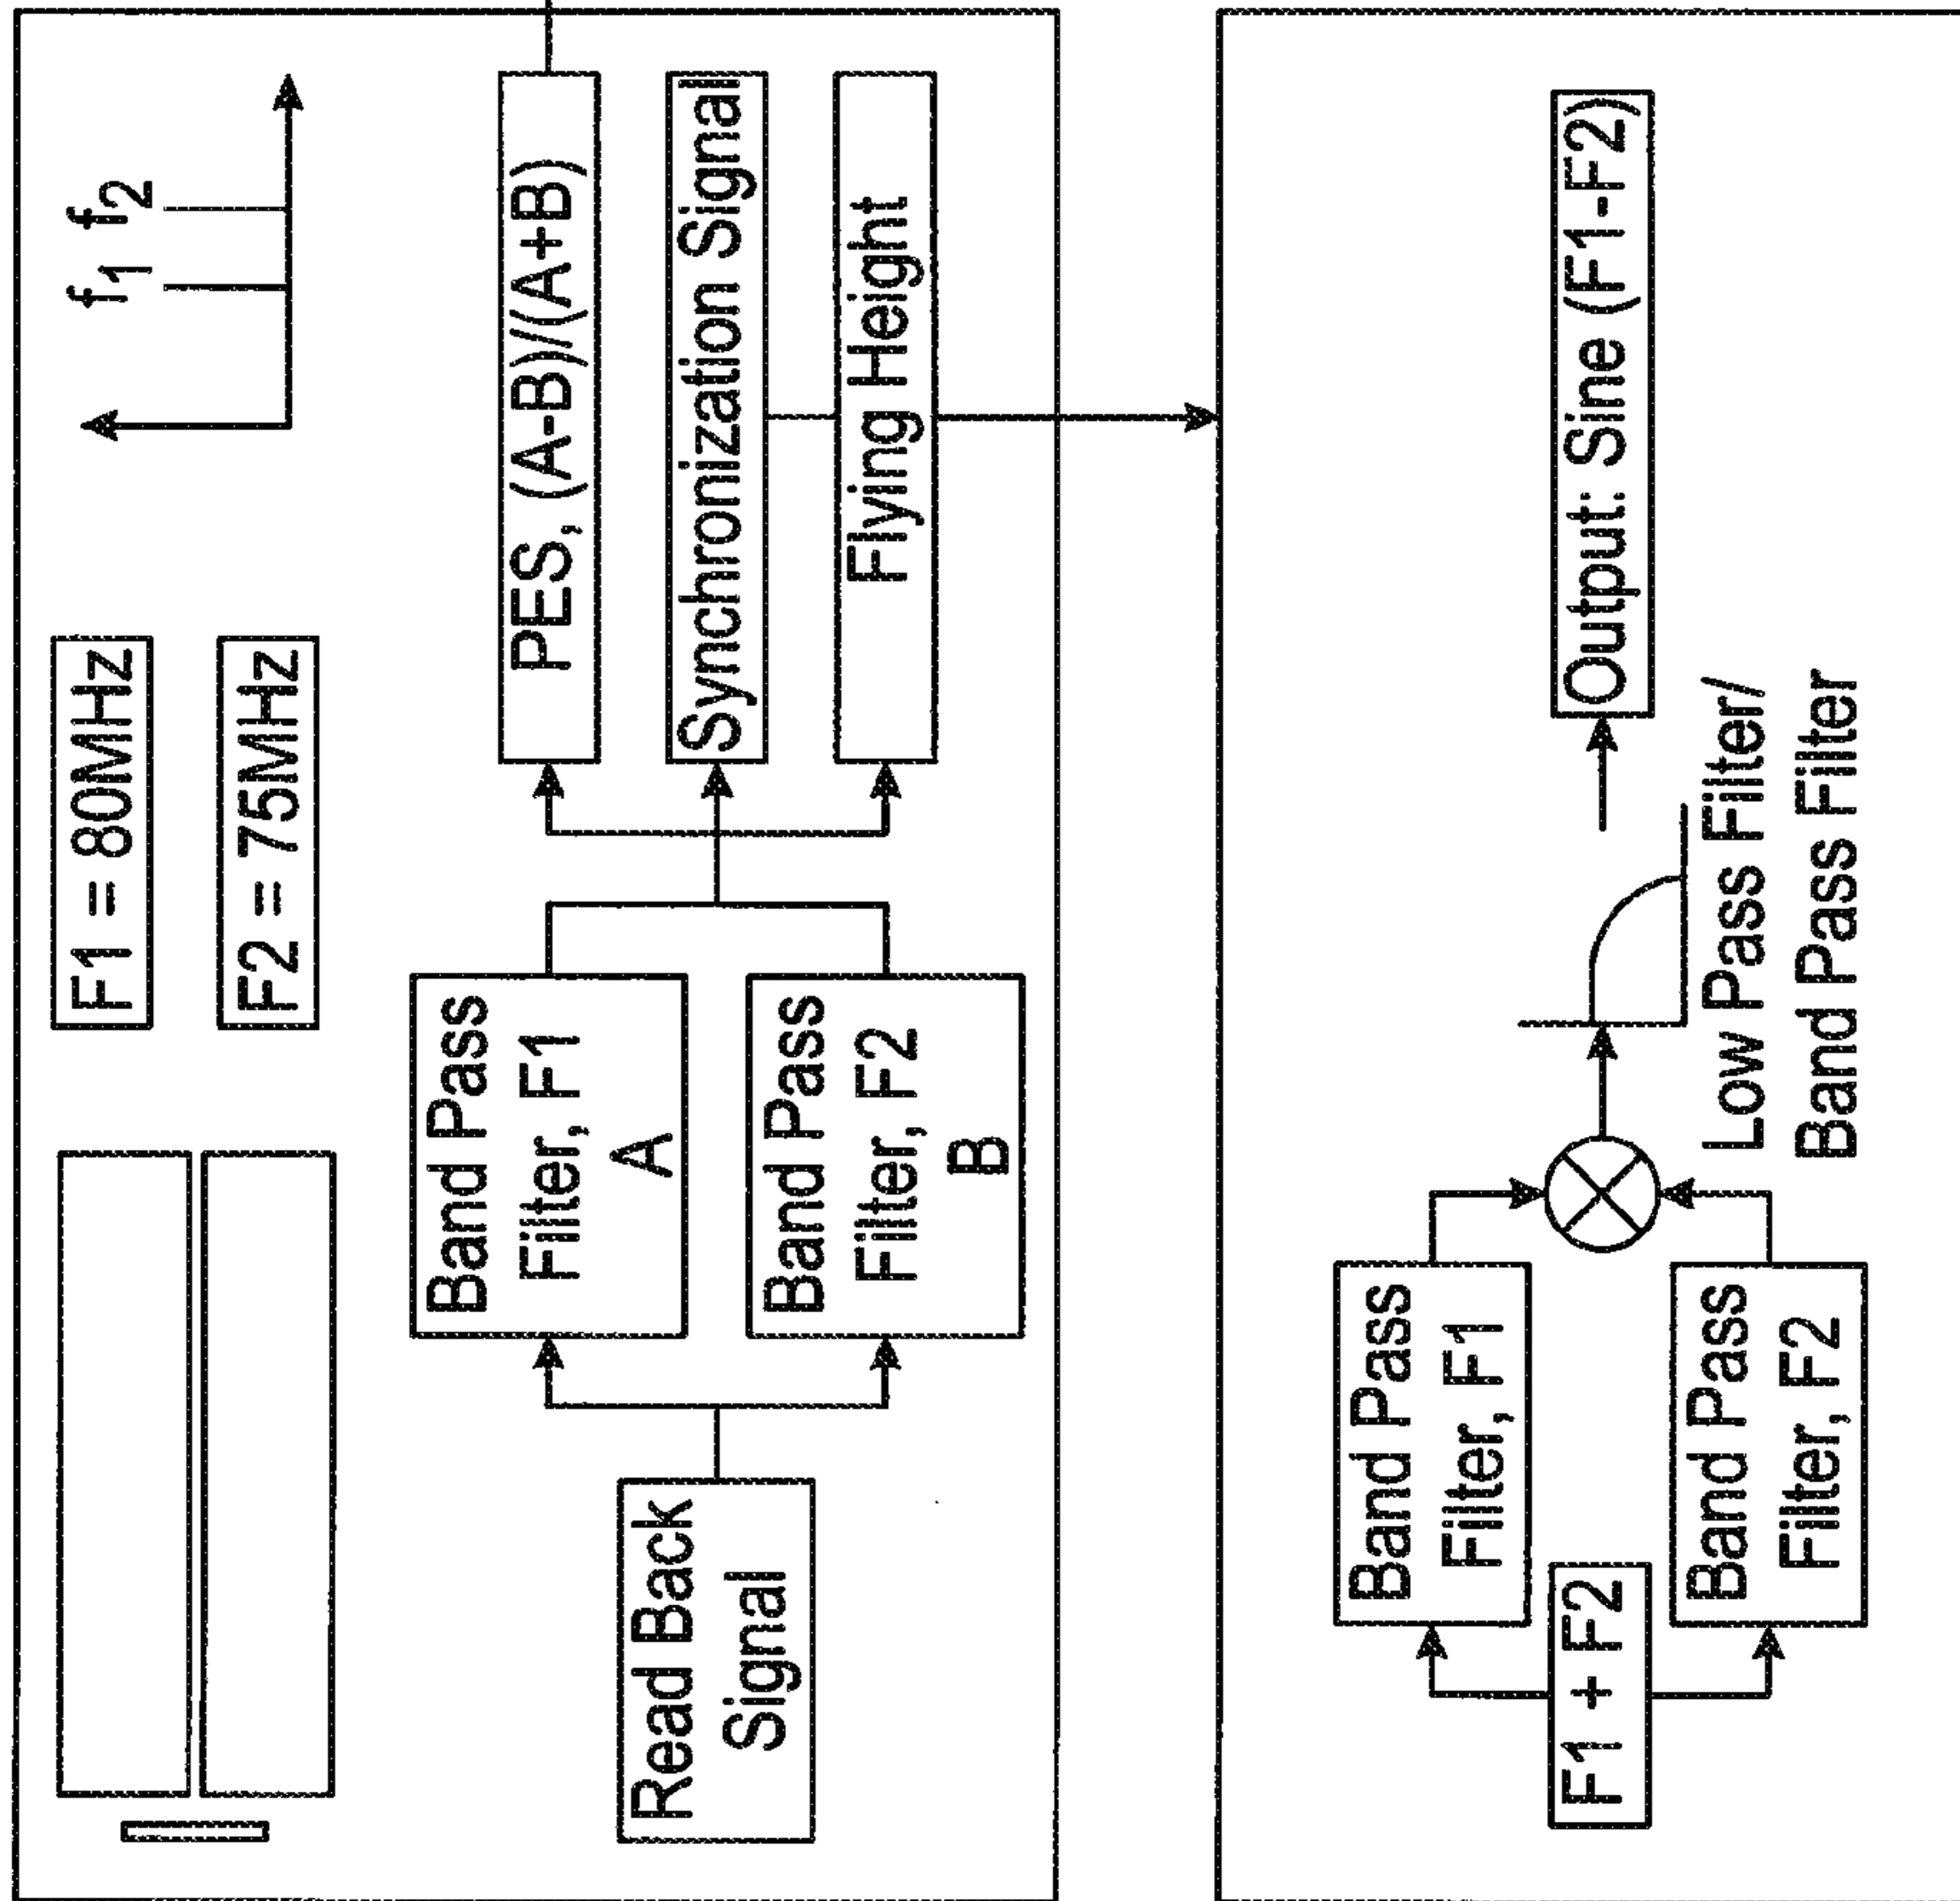 F1 = 80MHz
F2 = 75MHz
f1 f2
Read Back
Signal
Band Pass
Filter, F1
A
Band Pass
Filter, F2
B
PES, (A-B)/(A+B)
Synchronization Signal
Flying Height
F1 + F2
Band Pass
Filter, F1
Band Pass
Filter, F2
Low Pass Filter/
Band Pass Filter
Output: Sine (F1-F2)